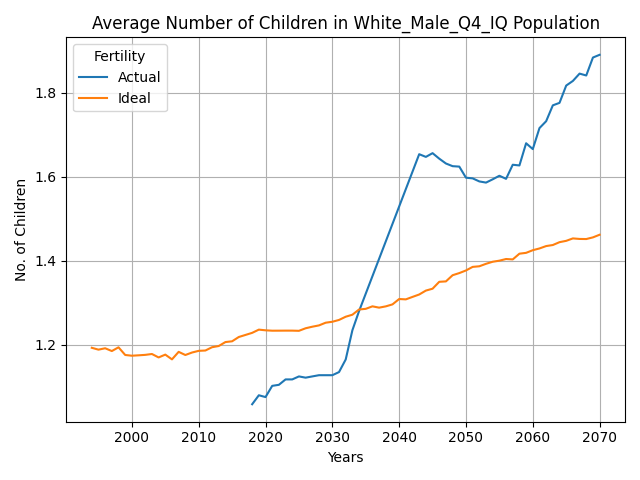 Average Number of Children in White_Male_Q4_IQ Population
Fertility
Actual
Ideal
No. of Children
1.8
1.6
1.4
1.2
2000 2010 2020 2030 2040 2050 2060 2070
Years